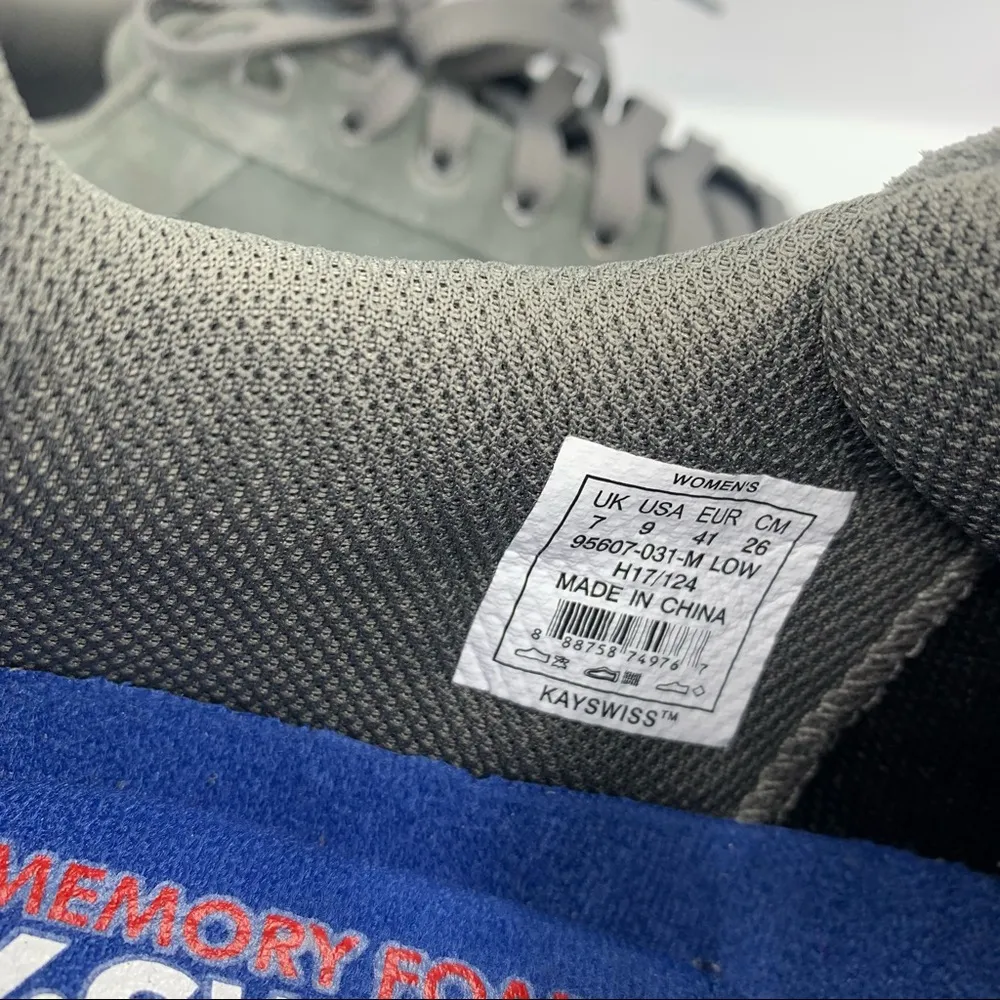 WOMEN'S
UK USA EUR CM
7 9 41 26
95607-031-M LOW
H17/124
MADE IN CHINA
8 88758 74976 7
KAYSWISS™
MEMORY FOAM